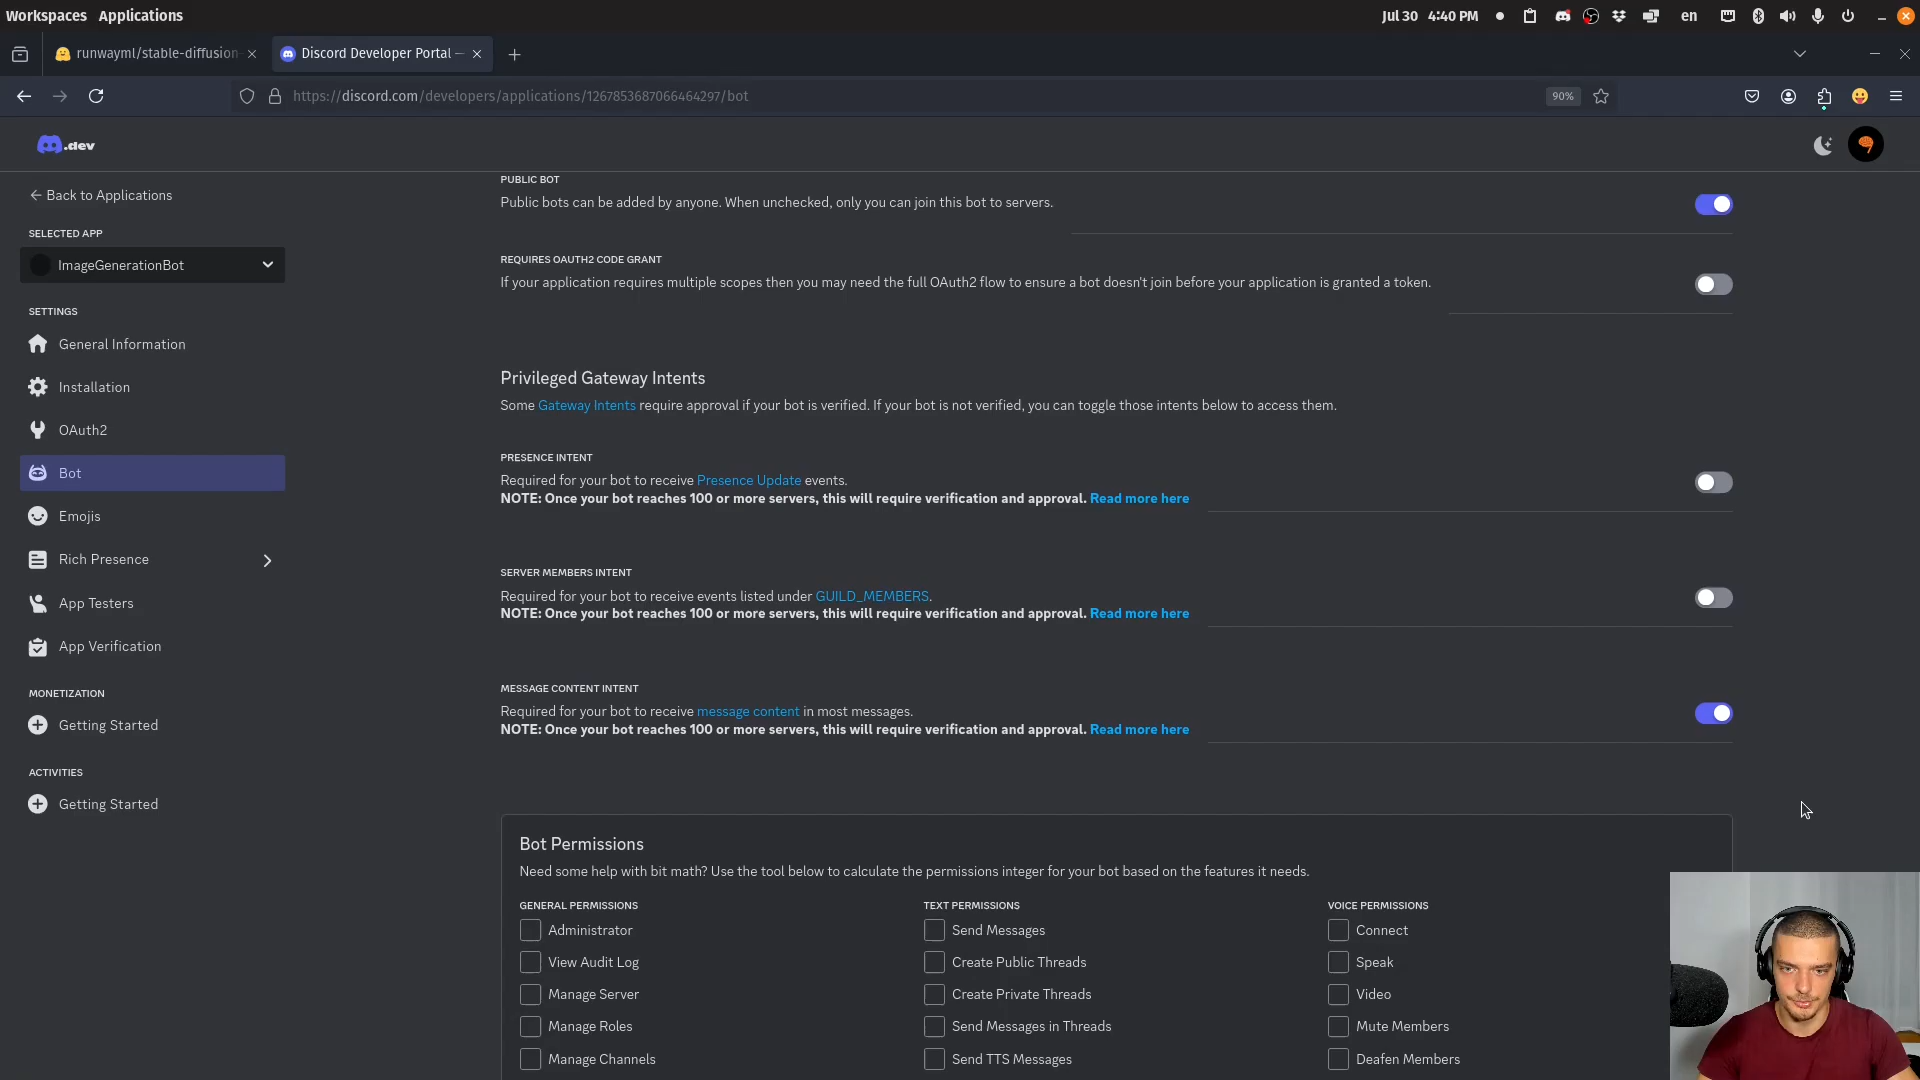 Workspaces Applications
Jul 30 4:40 PM
en
runwayml/stable-diffusion
Discord Developer Portal —
https://discord.com/developers/applications/1267853687066464297/bot
90%
.dev
Back to Applications
SELECTED APP
ImageGenerationBot
SETTINGS
General Information
Installation
OAuth2
Bot
Emojis
Rich Presence
App Testers
App Verification
MONETIZATION
Getting Started
ACTIVITIES
Getting Started
PUBLIC BOT
Public bots can be added by anyone. When unchecked, only you can join this bot to servers.
REQUIRES OAUTH2 CODE GRANT
If your application requires multiple scopes then you may need the full OAuth2 flow to ensure a bot doesn't join before your application is granted a token.
Privileged Gateway Intents
Some Gateway Intents require approval if your bot is verified. If your bot is not verified, you can toggle those intents below to access them.
PRESENCE INTENT
Required for your bot to receive Presence Update events.
NOTE: Once your bot reaches 100 or more servers, this will require verification and approval. Read more here
SERVER MEMBERS INTENT
Required for your bot to receive events listed under GUILD_MEMBERS.
NOTE: Once your bot reaches 100 or more servers, this will require verification and approval. Read more here
MESSAGE CONTENT INTENT
Required for your bot to receive message content in most messages.
NOTE: Once your bot reaches 100 or more servers, this will require verification and approval. Read more here
Bot Permissions
Need some help with bit math? Use the tool below to calculate the permissions integer for your bot based on the features it needs.
GENERAL PERMISSIONS
Administrator
View Audit Log
Manage Server
Manage Roles
Manage Channels
TEXT PERMISSIONS
Send Messages
Create Public Threads
Create Private Threads
Send Messages in Threads
Send TTS Messages
VOICE PERMISSIONS
Connect
Speak
Video
Mute Members
Deafen Members